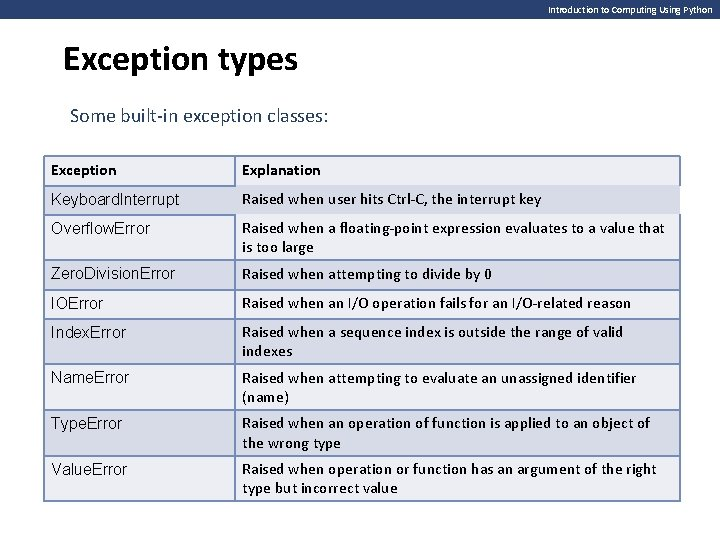 Introduction to Computing Using Python
Exception types
Some built-in exception classes:
Exception Explanation
Keyboard.Interrupt Raised when user hits Ctrl-C, the interrupt key
Overflow.Error Raised when a floating-point expression evaluates to a value that
is too large
Zero.Division.Error Raised when attempting to divide by 0
IOError Raised when an I/O operation fails for an I/O-related reason
Index.Error Raised when a sequence index is outside the range of valid
indexes
Name.Error Raised when attempting to evaluate an unassigned identifier
(name)
Type.Error Raised when an operation of function is applied to an object of
the wrong type
Value.Error Raised when operation or function has an argument of the right
type but incorrect value